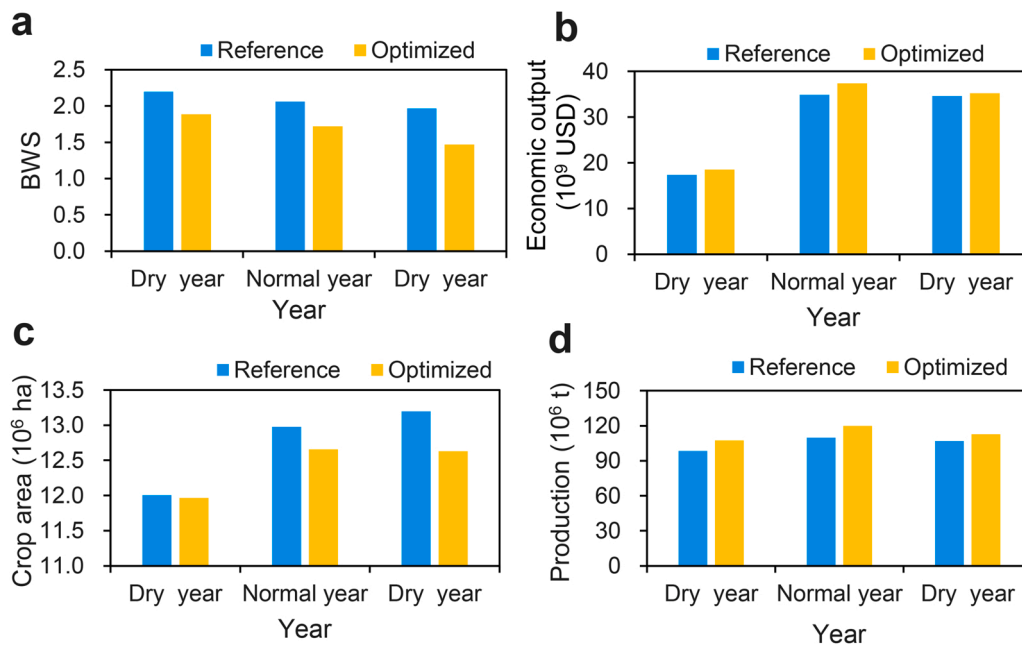 a
Reference Optimized
2.5
2.0
1.5
1.0
0.5
0.0
BWS
Dry year Normal year Dry year
Year
b
Reference Optimized
40
30
20
10
0
Economic output
(10⁹ USD)
Dry year Normal year Dry year
Year
c
Reference Optimized
13.5
13.0
12.5
12.0
11.5
11.0
Crop area (10⁶ ha)
Dry year Normal year Dry year
Year
d
Reference Optimized
150
120
90
60
30
0
Production (10⁶ t)
Dry year Normal year Dry year
Year